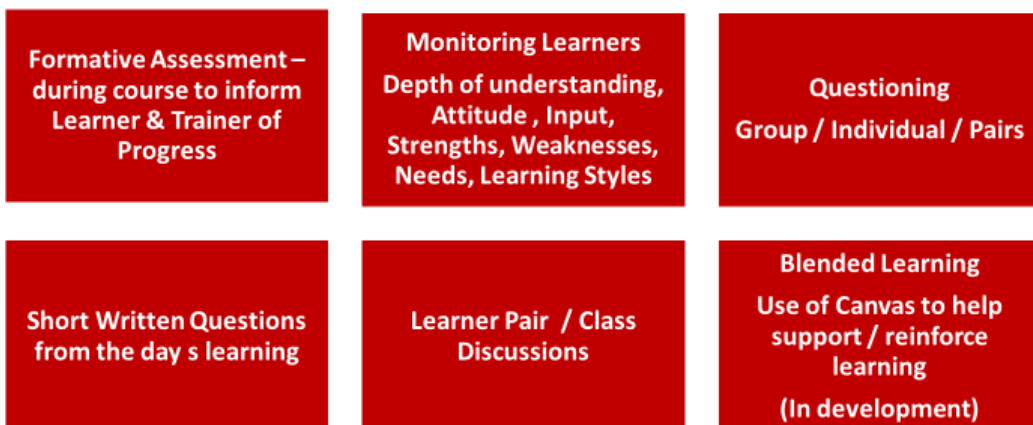 Formative Assessment –
during course to inform
Learner & Trainer of
Progress
Monitoring Learners
Depth of understanding,
Attitude , Input,
Strengths, Weaknesses,
Needs, Learning Styles
Questioning
Group / Individual / Pairs
Short Written Questions
from the day s learning
Learner Pair / Class
Discussions
Blended Learning
Use of Canvas to help
support / reinforce
learning
(In development)